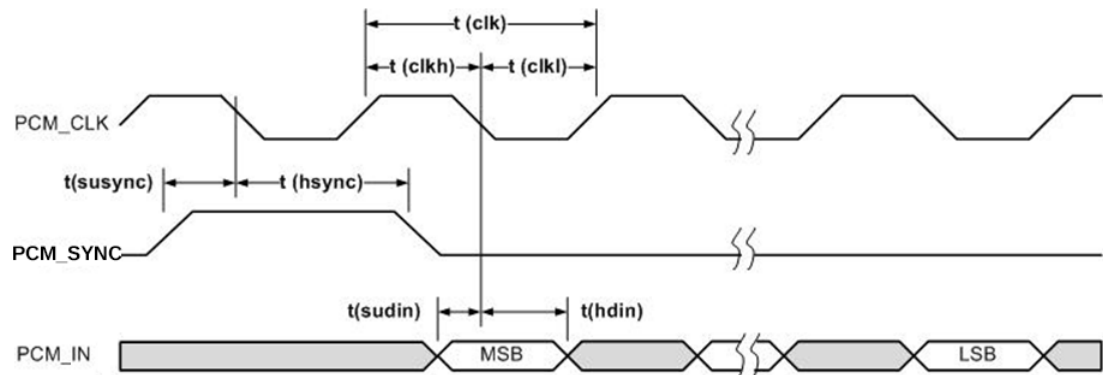 t (clk)
t (clkh)
t (clkl)
PCM_CLK
t(susync)
t (hsync)
PCM_SYNC
t(sudin)
t(hdin)
PCM_IN
MSB
LSB